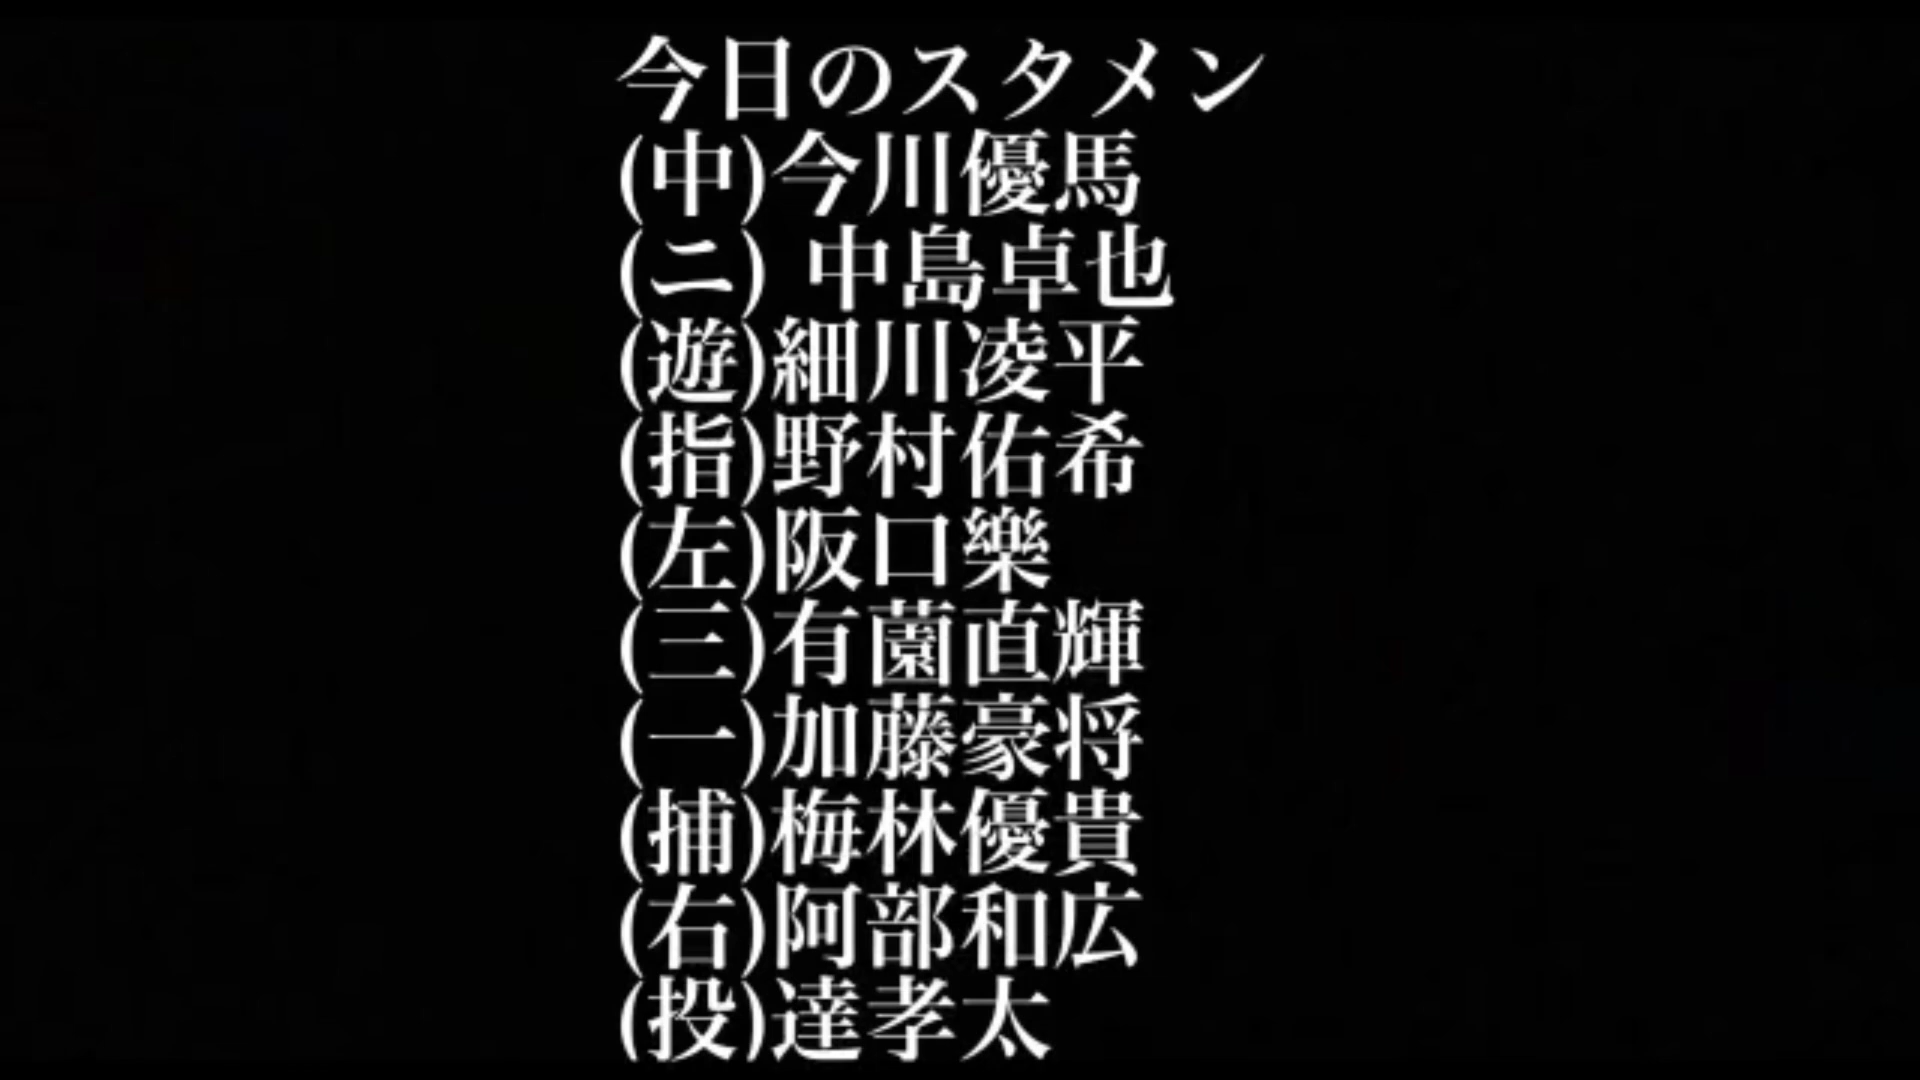 今日のスタメン
(中)今川優馬
(ニ) 中島卓也
(遊)細川凌平
(指)野村佑希
(左)阪口樂
(三)有薗直輝
(一)加藤豪将
(捕)梅林優貴
(右)阿部和広
(投)達孝太